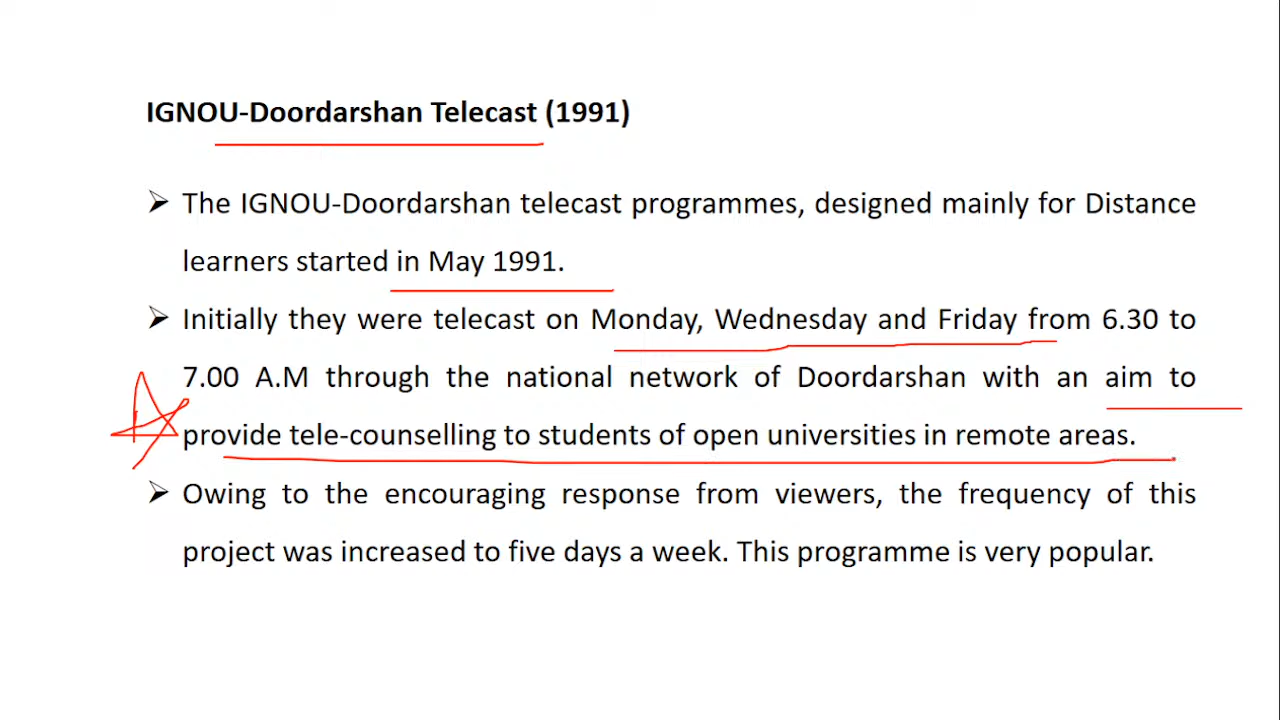 IGNOU-Doordarshan Telecast (1991)
➢ The IGNOU-Doordarshan telecast programmes, designed mainly for Distance
learners started in May 1991.
➢ Initially they were telecast on Monday, Wednesday and Friday from 6.30 to
7.00 A.M through the national network of Doordarshan with an aim to
provide tele-counselling to students of open universities in remote areas.
➢ Owing to the encouraging response from viewers, the frequency of this
project was increased to five days a week. This programme is very popular.